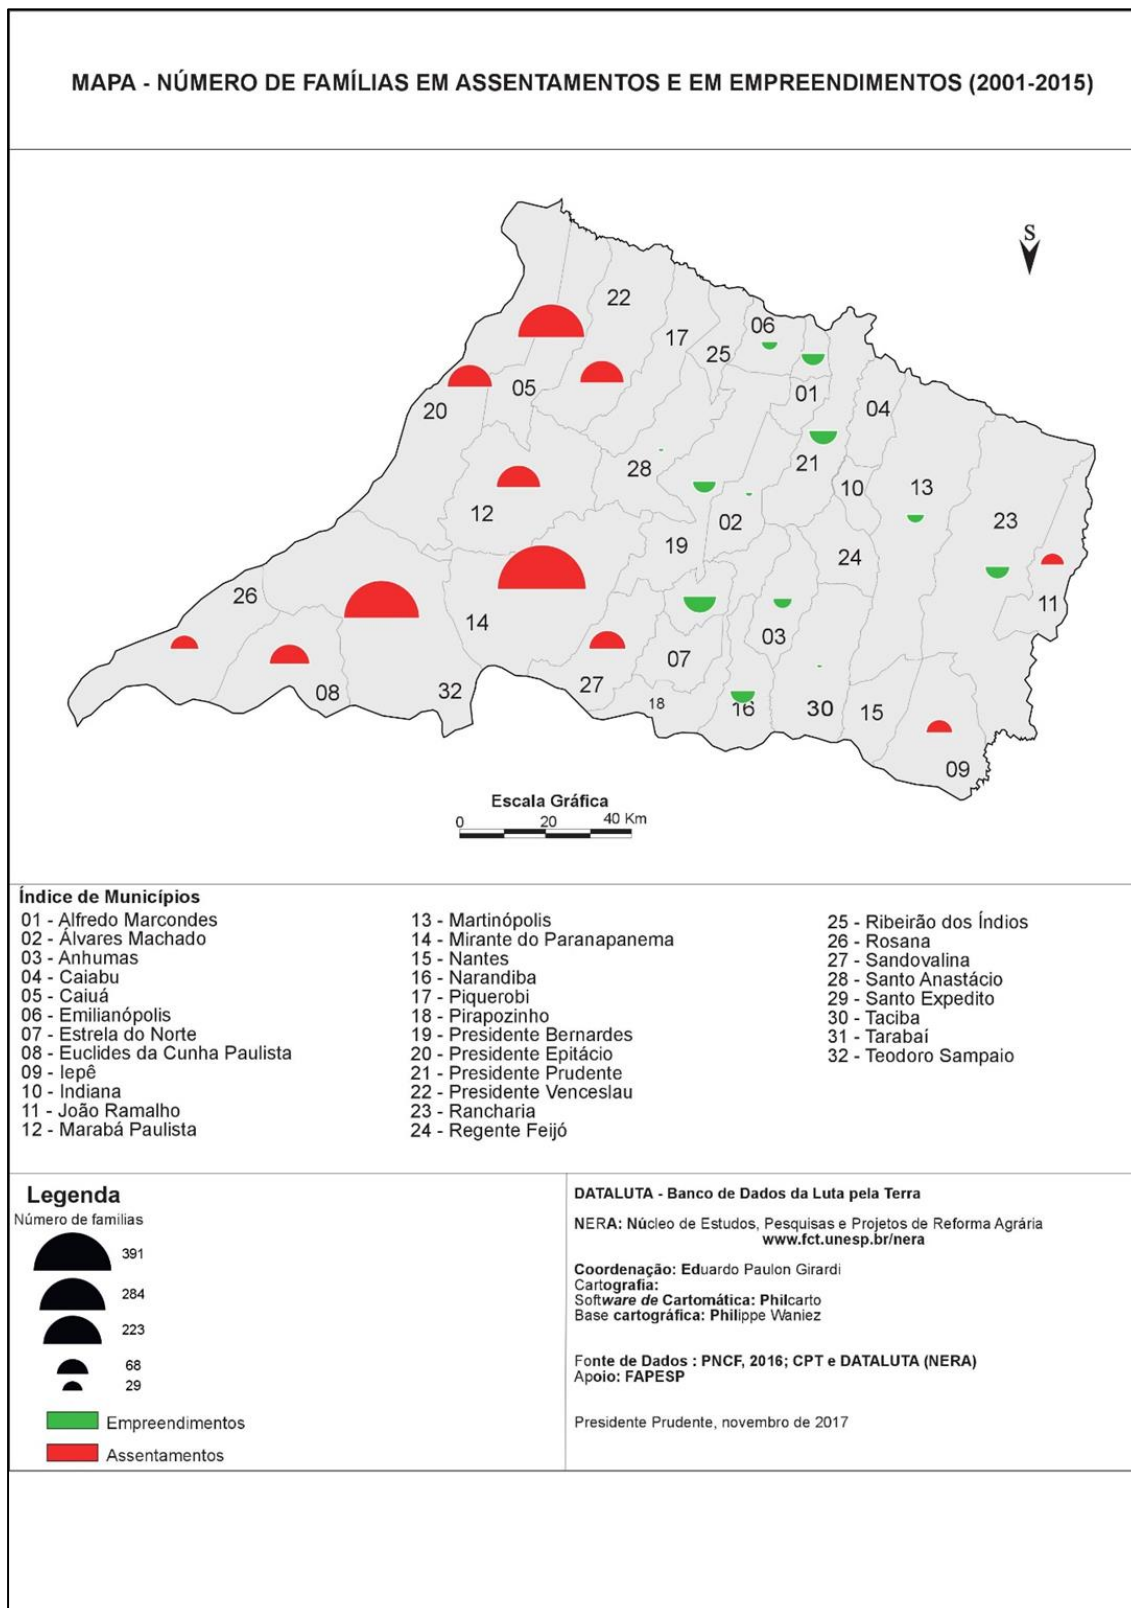 MAPA - NÚMERO DE FAMÍLIAS EM ASSENTAMENTOS E EM EMPREENDIMENTOS (2001-2015)
S
22
06
17
25
05
01
20
04
28
21
10
13
12
02
23
19
24
26
11
14
03
07
08
32
27
18
16
30
15
09
Escala Gráfica
0 20 40 Km
Índice de Municípios
01 - Alfredo Marcondes
02 - Álvares Machado
03 - Anhumas
04 - Caiabu
05 - Caiuá
06 - Emilianópolis
07 - Estrela do Norte
08 - Euclides da Cunha Paulista
09 - Iepê
10 - Indiana
11 - João Ramalho
12 - Marabá Paulista
13 - Martinópolis
14 - Mirante do Paranapanema
15 - Nantes
16 - Narandiba
17 - Piquerobi
18 - Pirapozinho
19 - Presidente Bernardes
20 - Presidente Epitácio
21 - Presidente Prudente
22 - Presidente Venceslau
23 - Rancharia
24 - Regente Feijó
25 - Ribeirão dos Índios
26 - Rosana
27 - Sandovalina
28 - Santo Anastácio
29 - Santo Expedito
30 - Taciba
31 - Tarabaí
32 - Teodoro Sampaio
Legenda
Número de familias
391
284
223
68
29
Empreendimentos
Assentamentos
DATALUTA - Banco de Dados da Luta pela Terra
NERA: Núcleo de Estudos, Pesquisas e Projetos de Reforma Agrária
www.fct.unesp.br/nera
Coordenação: Eduardo Paulon Girardi
Cartografia:
Software de Cartomática: Philcarto
Base cartográfica: Philippe Waniez
Fonte de Dados : PNCF, 2016; CPT e DATALUTA (NERA)
Apoio: FAPESP
Presidente Prudente, novembro de 2017